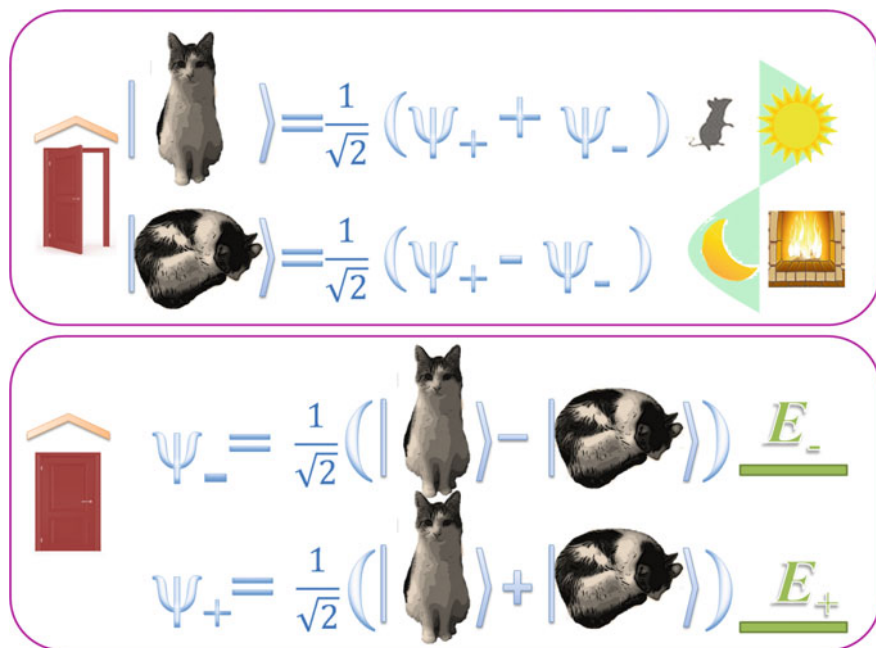 | ⟩ = 1/√2 (Ψ₊ + Ψ₋)
| ⟩ = 1/√2 (Ψ₊ - Ψ₋)
Ψ₋ = 1/√2 (| ⟩ - | ⟩) E₋
Ψ₊ = 1/√2 (| ⟩ + | ⟩) E₊